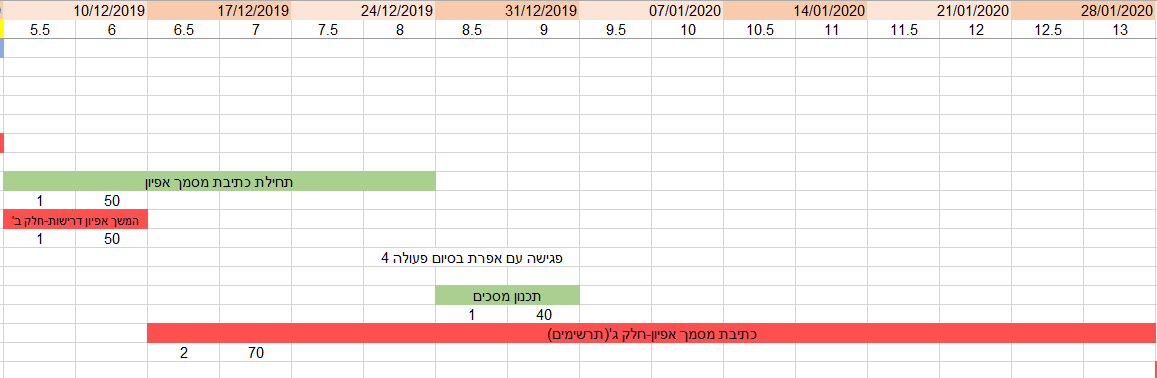 10/12/2019 17/12/2019 24/12/2019 31/12/2019 07/01/2020 14/01/2020 21/01/2020 28/01/2020
5.5 6 6.5 7 7.5 8 8.5 9 9.5 10 10.5 11 11.5 12 12.5 13
תחילת כתיבת מסמך אפיון
1 50
המשך אפיון דרישות-חלק ב'
1 50
פגישה עם אפרת בסיום פעולה 4
תכנון מסכים
1 40
כתיבת מסמך אפיון-חלק ג'(תרשימים)
2 70